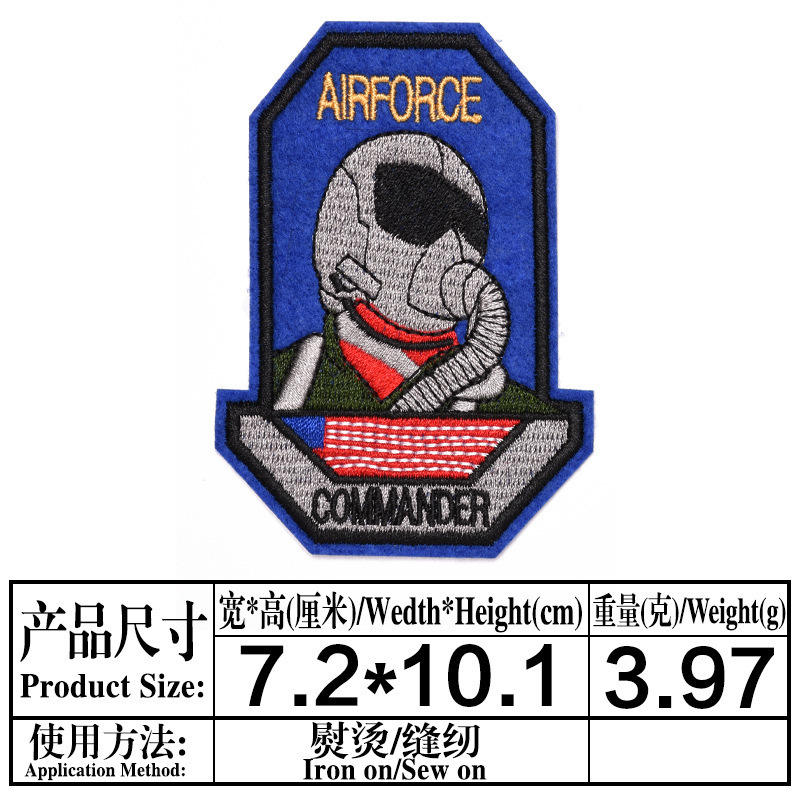 AIRFORCE
COMMANDER
产品尺寸
Product Size:
宽*高(厘米)/Wedth*Height(cm)
重量(克)/Weight(g)
7.2*10.1
3.97
使用方法:
Application Method:
熨烫/缝纫
Iron on/Sew on